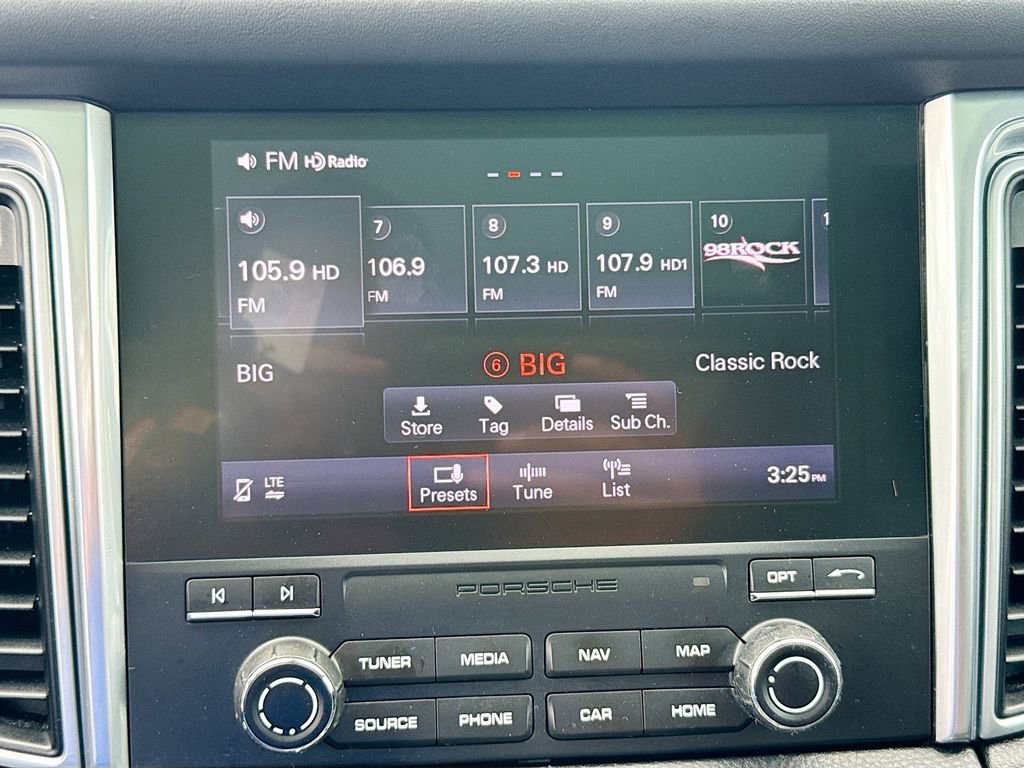 FM HD Radio
105.9 HD
FM
7
106.9
FM
8
107.3 HD
FM
9
107.9 HD1
FM
10
98ROCK
1
BIG
6 BIG
Classic Rock
Store
Tag
Details
Sub Ch.
LTE
Presets
Tune
List
3:25PM
PORSCHE
OPT
TUNER
MEDIA
NAV
MAP
SOURCE
PHONE
CAR
HOME